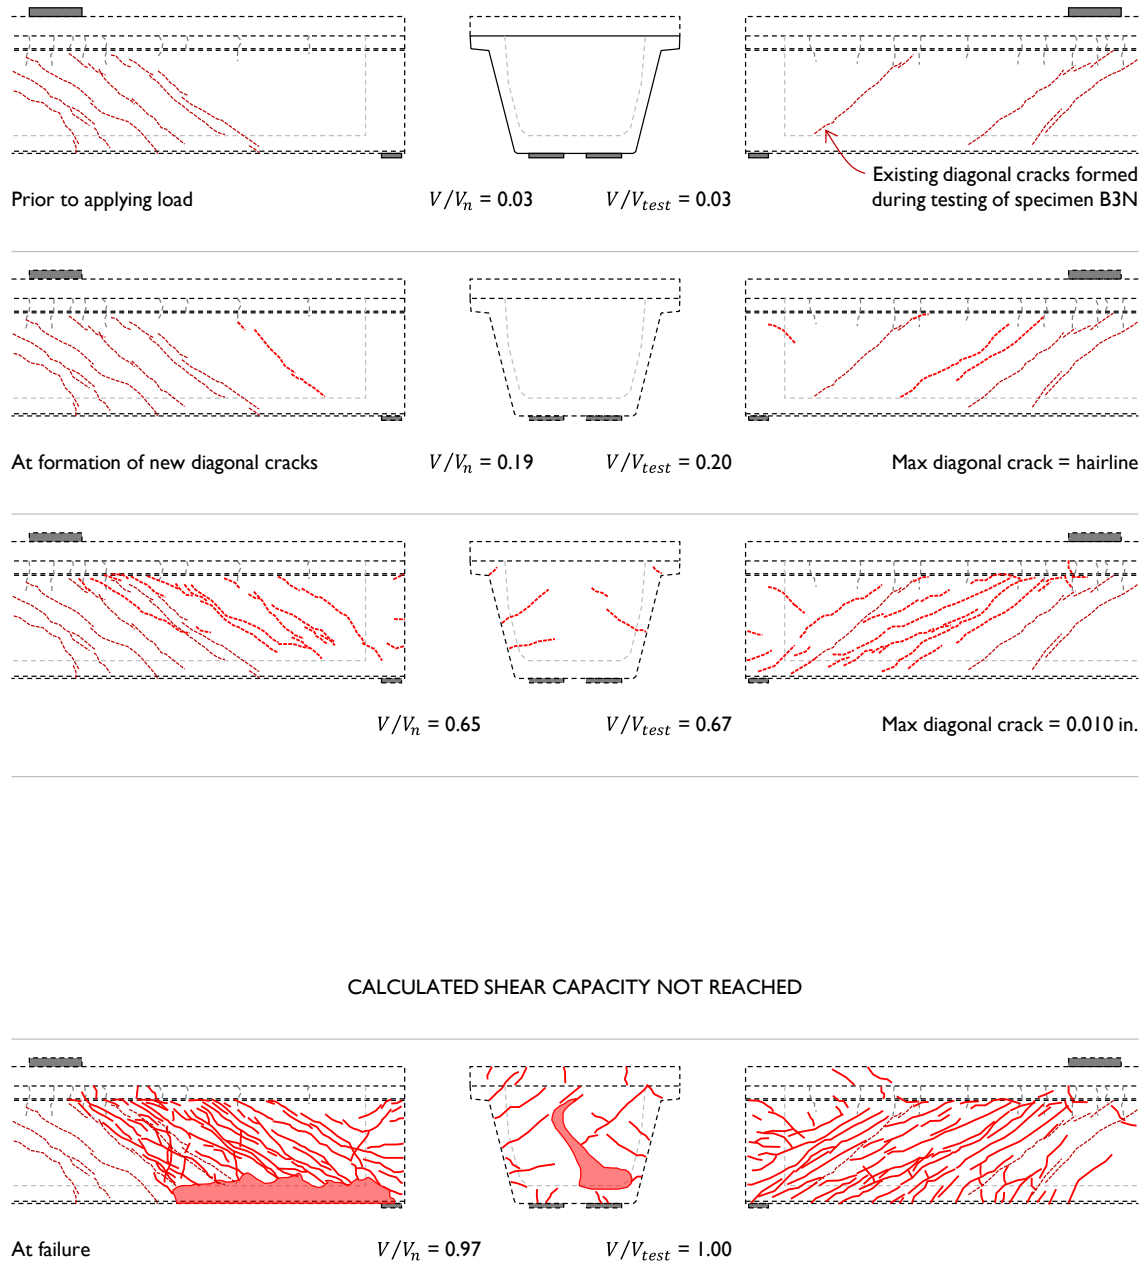 Existing diagonal cracks formed
during testing of specimen B3N
Prior to applying load V/Vn = 0.03 V/Vtest = 0.03
At formation of new diagonal cracks V/Vn = 0.19 V/Vtest = 0.20 Max diagonal crack = hairline
V/Vn = 0.65 V/Vtest = 0.67 Max diagonal crack = 0.010 in.
CALCULATED SHEAR CAPACITY NOT REACHED
At failure V/Vn = 0.97 V/Vtest = 1.00